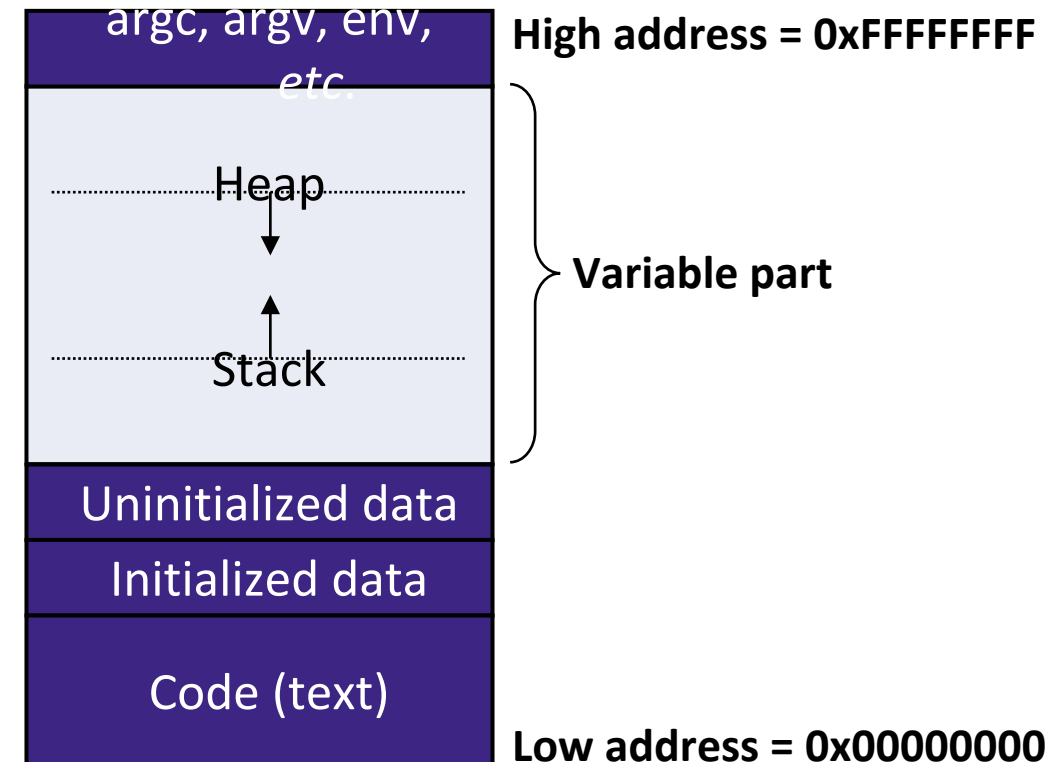 argc, argv, env,
etc.
High address = 0xFFFFFFFF
Heap
Variable part
Stack
Uninitialized data
Initialized data
Code (text)
Low address = 0x00000000